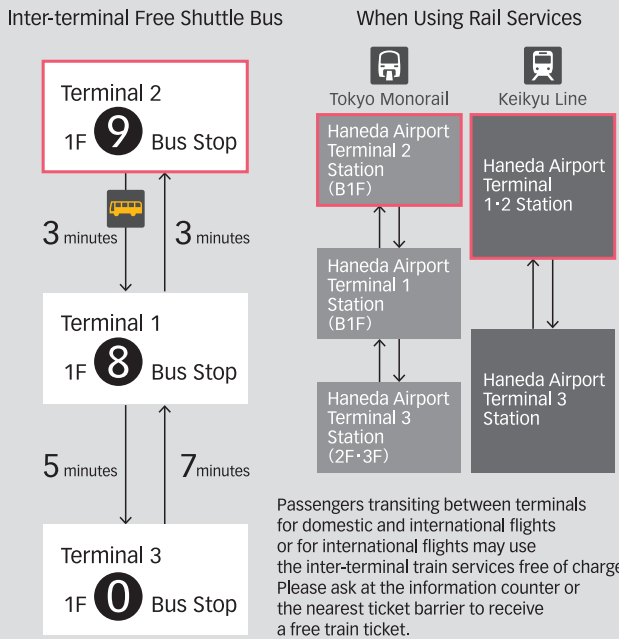 Inter-terminal Free Shuttle Bus
Terminal 2
1F 9 Bus Stop
3 minutes
3 minutes
Terminal 1
1F 8 Bus Stop
5 minutes
7 minutes
Terminal 3
1F 0 Bus Stop
When Using Rail Services
Tokyo Monorail
Haneda Airport
Terminal 2
Station
(B1F)
Haneda Airport
Terminal 1
Station
(B1F)
Haneda Airport
Terminal 3
Station
(2F・3F)
Keikyu Line
Haneda Airport
Terminal
1・2 Station
Haneda Airport
Terminal 3
Station
Passengers transiting between terminals
for domestic and international flights
or for international flights may use
the inter-terminal train services free of charge
Please ask at the information counter or
the nearest ticket barrier to receive
a free train ticket.